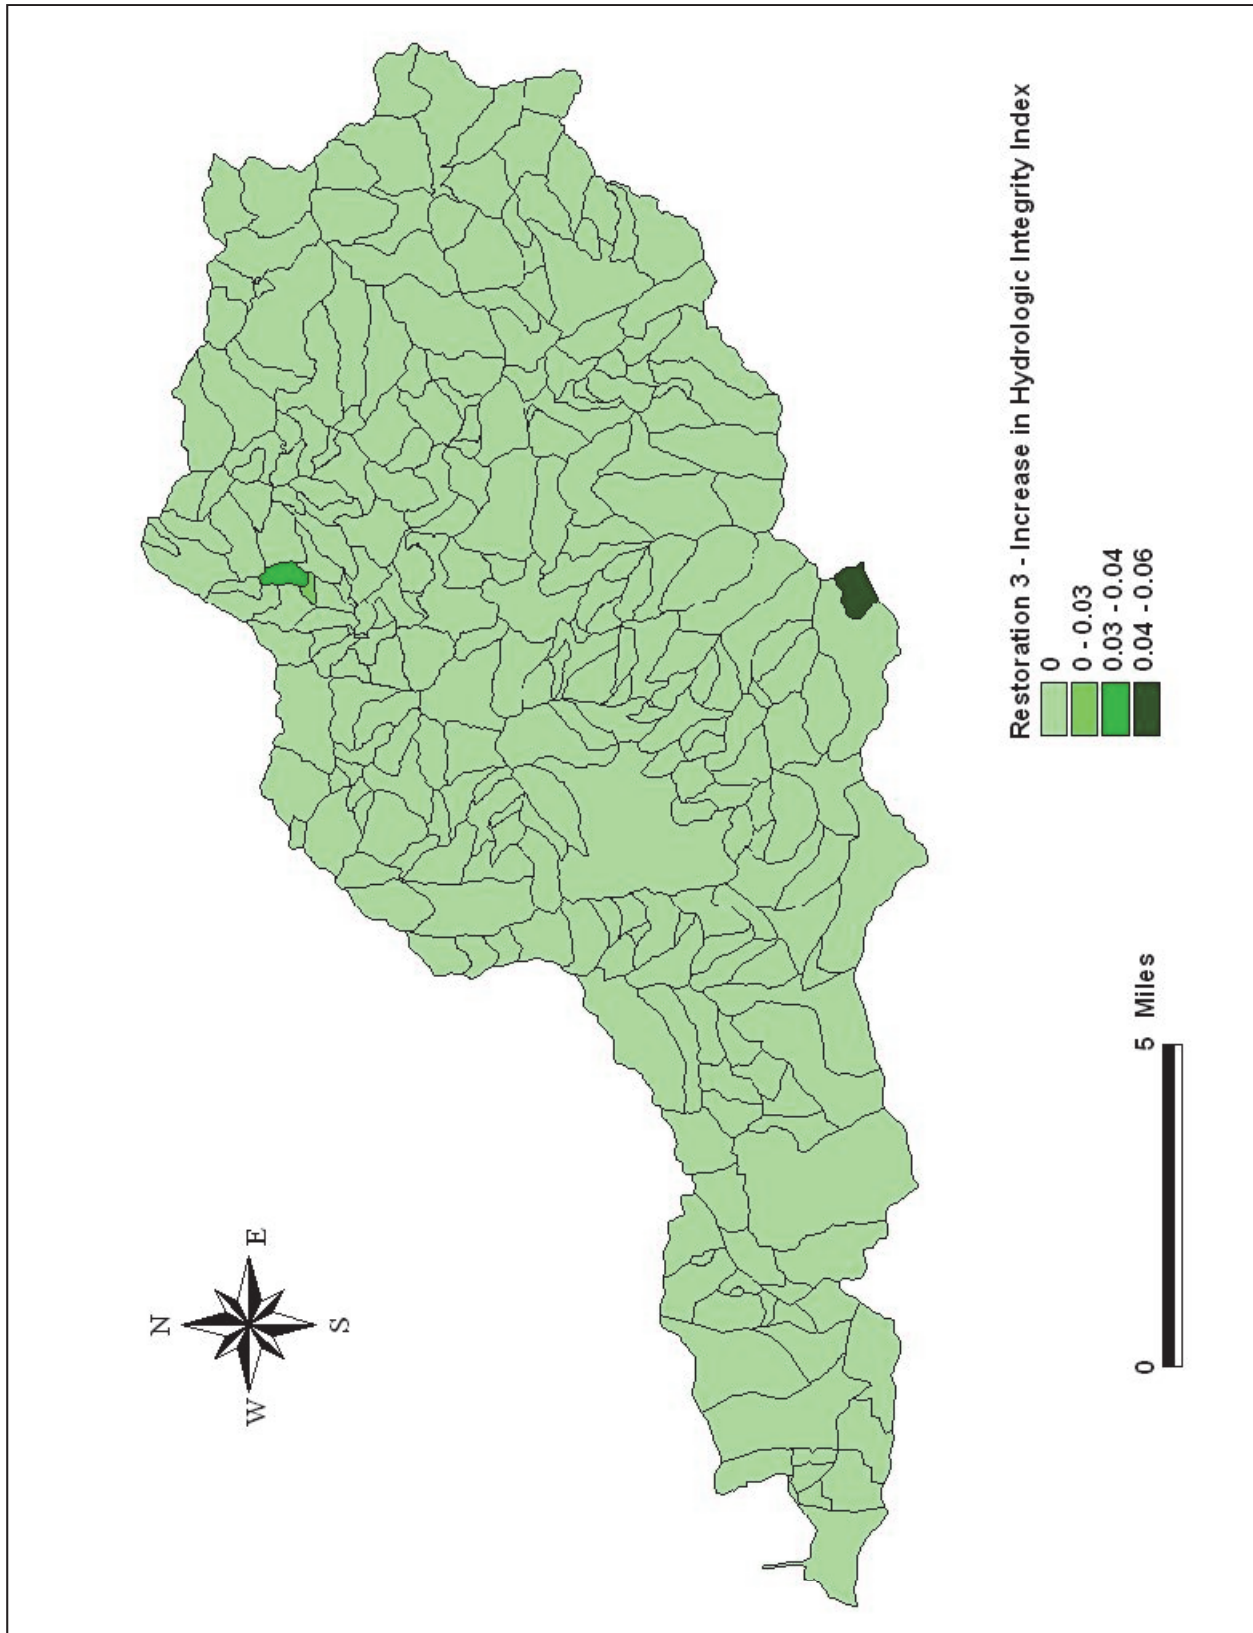 N
W
E
S
Restoration 3 - Increase in Hydrologic Integrity Index
0
0 - 0.03
0.03 - 0.04
0.04 - 0.06
0
5 Miles